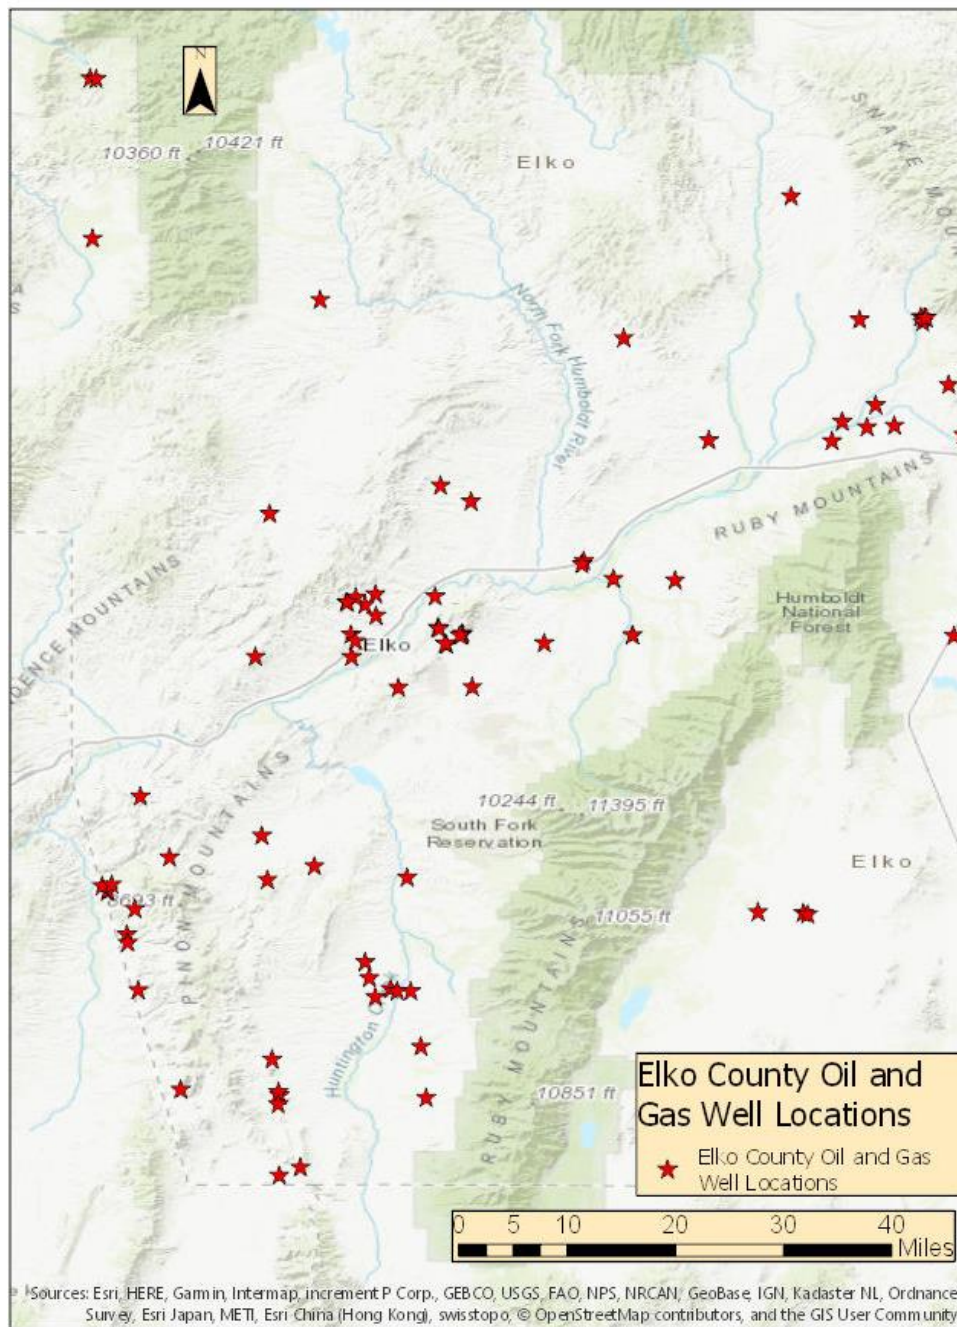 N
10360 ft
10421 ft
Elko
SNAKE MOUN
North Fork Humboldt River
RUBY MOUNTAINS
DENCE MOUNTAINS
Humboldt
National
Forest
Elko
PINON MOUNTAINS
10244 ft
11395 ft
South Fork
Reservation
Elko
11055 ft
RUBY MOUNTAINS
Huntington
10851 ft
Elko County Oil and
Gas Well Locations
Elko County Oil and Gas
Well Locations
0 5 10 20 30 40
Miles
Sources: Esri, HERE, Garmin, Intermap, increment P Corp., GEBCO, USGS, FAO, NPS, NRCAN, GeoBase, IGN, Kadaster NL, Ordnance
Survey, Esri Japan, METI, Esri China (Hong Kong), swisstopo, © OpenStreetMap contributors, and the GIS User Community